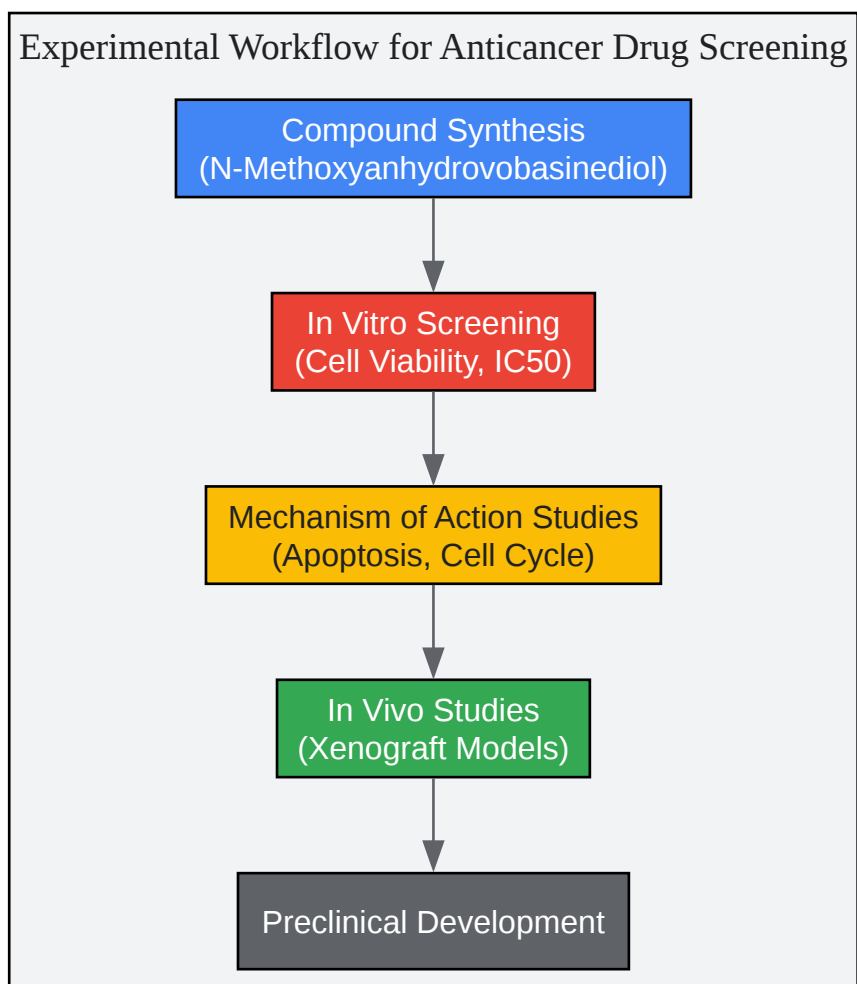 Experimental Workflow for Anticancer Drug Screening
Compound Synthesis
(N-Methoxyanhydrovobasinediol)
In Vitro Screening
(Cell Viability, IC50)
Mechanism of Action Studies
(Apoptosis, Cell Cycle)
In Vivo Studies
(Xenograft Models)
Preclinical Development